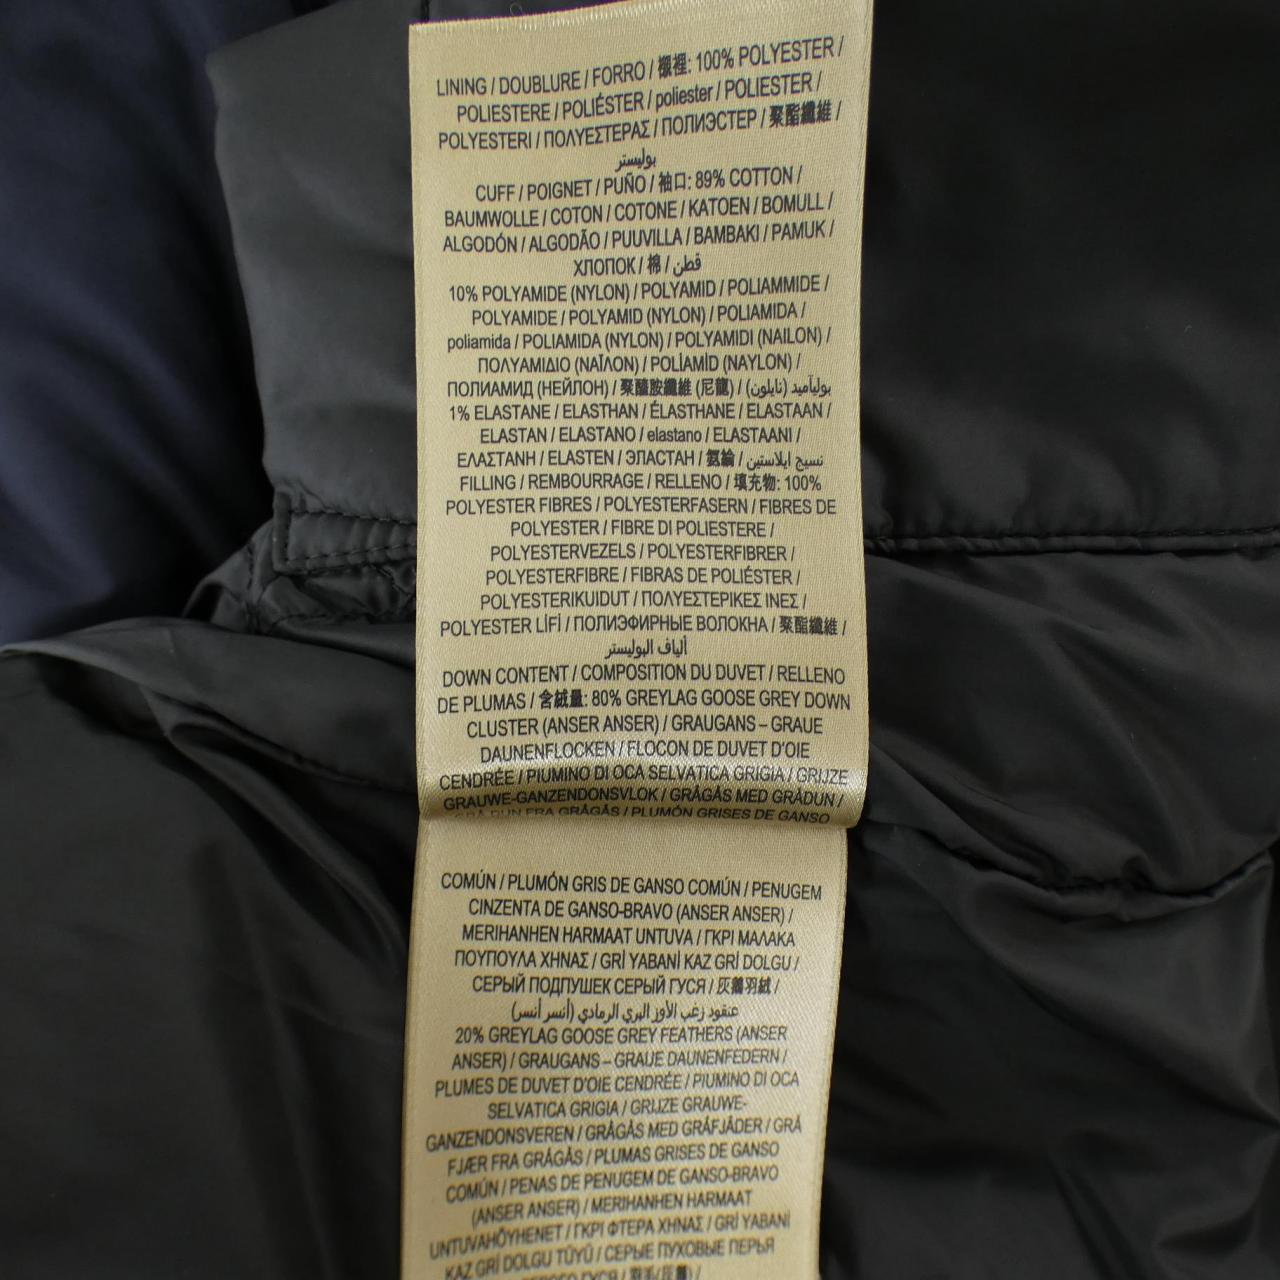 LINING / DOUBLURE / FORRO / 襯裡: 100% POLYESTER /
POLIESTERE / POLIÉSTER / poliester / POLIESTER /
POLYESTERI / ΠΟΛΥΕΣΤΕΡΑΣ / ПОЛИЭСТЕР / 聚酯纖維 /
بوليستر
CUFF / POIGNET / PUÑO / 袖口: 89% COTTON /
BAUMWOLLE / COTON / COTONE / KATOEN / BOMULL /
ALGODÓN / ALGODÃO / PUUVILLA / BAMBAKI / PAMUK /
ХЛОПОК / 棉 / قطن
10% POLYAMIDE (NYLON) / POLYAMID / POLIAMMIDE /
POLYAMIDE / POLYAMID (NYLON) / POLIAMIDA /
poliamida / POLIAMIDA (NYLON) / POLYAMIDI (NAILON) /
ΠΟΛΥΑΜΙΔΙΟ (ΝΑΪΛΟΝ) / POLİAMİD (NAYLON) /
ПОЛИАМИД (НЕЙЛОН) / 聚醯胺纖維 (尼龍) / بوليآميد (نايلون)
1% ELASTANE / ELASTHAN / ÉLASTHANE / ELASTAAN /
ELASTAN / ELASTANO / elastano / ELASTAANI /
ΕΛΑΣΤΑΝΗ / ELASTEN / ЭЛАСТАН / 氨綸 / نسيج ايلاستين
FILLING / REMBOURRAGE / RELLENO / 填充物: 100%
POLYESTER FIBRES / POLYESTERFASERN / FIBRES DE
POLYESTER / FIBRE DI POLIESTERE /
POLYESTERVEZELS / POLYESTERFIBRER /
POLYESTERFIBRE / FIBRAS DE POLIÉSTER /
POLYESTERIKUIDUT / ΠΟΛΥΕΣΤΕΡΙΚΕΣ ΙΝΕΣ /
POLYESTER LİFİ / ПОЛИЭФИРНЫЕ ВОЛОКНА / 聚酯纖維 /
ألياف البوليستر
DOWN CONTENT / COMPOSITION DU DUVET / RELLENO
DE PLUMAS / 含絨量: 80% GREYLAG GOOSE GREY DOWN
CLUSTER (ANSER ANSER) / GRAUGANS – GRAUE
DAUNENFLOCKEN / FLOCON DE DUVET D'OIE
CENDRÉE / PIUMINO DI OCA SELVATICA GRIGIA / GRIJZE
GRAUWE-GANZENDONSVLOK / GRÅGÅS MED GRÅDUN /
GRÅ DUN FRA GRÅGÅS / PLUMÓN GRISES DE GANSO
COMÚN / PLUMÓN GRIS DE GANSO COMÚN / PENUGEM
CINZENTA DE GANSO-BRAVO (ANSER ANSER) /
MERIHANHEN HARMAAT UNTUVA / ΓΚΡΙ ΜΑΛΑΚΑ
ΠΟΥΠΟΥΛΑ ΧΗΝΑΣ / GRİ YABANİ KAZ GRİ DOLGU /
СЕРЫЙ ПОДПУШЕК СЕРЫЙ ГУСЯ / 灰鵝羽絨 /
عنقود زغب الأوز البري الرمادي (أنسر أنسر)
20% GREYLAG GOOSE GREY FEATHERS (ANSER
ANSER) / GRAUGANS – GRAUE DAUNENFEDERN /
PLUMES DE DUVET D'OIE CENDRÉE / PIUMINO DI OCA
SELVATICA GRIGIA / GRIJZE GRAUWE-
GANZENDONSVEREN / GRÅGÅS MED GRÅFJÄDER / GRÅ
FJÆR FRA GRÅGÅS / PLUMAS GRISES DE GANSO
COMÚN / PENAS DE PENUGEM DE GANSO-BRAVO
(ANSER ANSER) / MERIHANHEN HARMAAT
UNTUVAHÖYHENET / ΓΚΡΙ ΦΤΕΡΑ ΧΗΝΑΣ / GRİ YABANİ
KAZ GRİ DOLGU TÜYÜ / СЕРЫЕ ПУХОВЫЕ ПЕРЬЯ